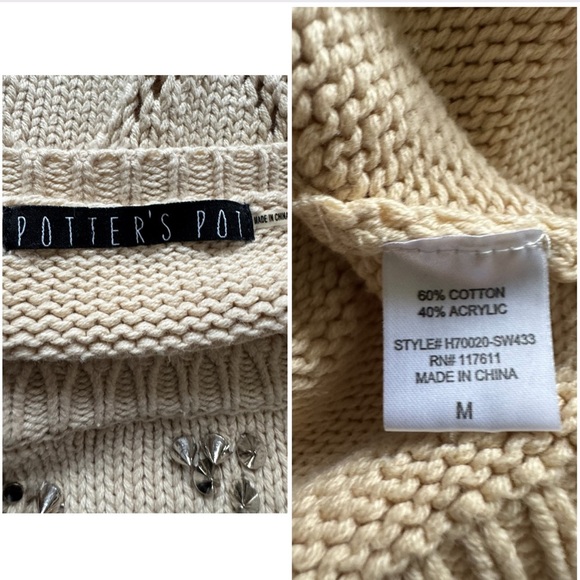 POTTER'S POT
MADE IN CHINA
60% COTTON
40% ACRYLIC
STYLE# H70020-SW433
RN# 117611
MADE IN CHINA
M